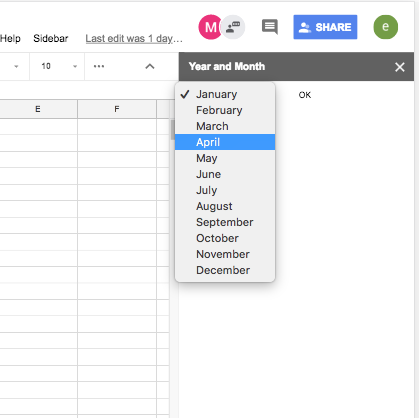 M
e
SHARE
Help Sidebar Last edit was 1 day...
10
Year and Month
January
OK
February
E F
March
April
May
June
July
August
September
October
November
December